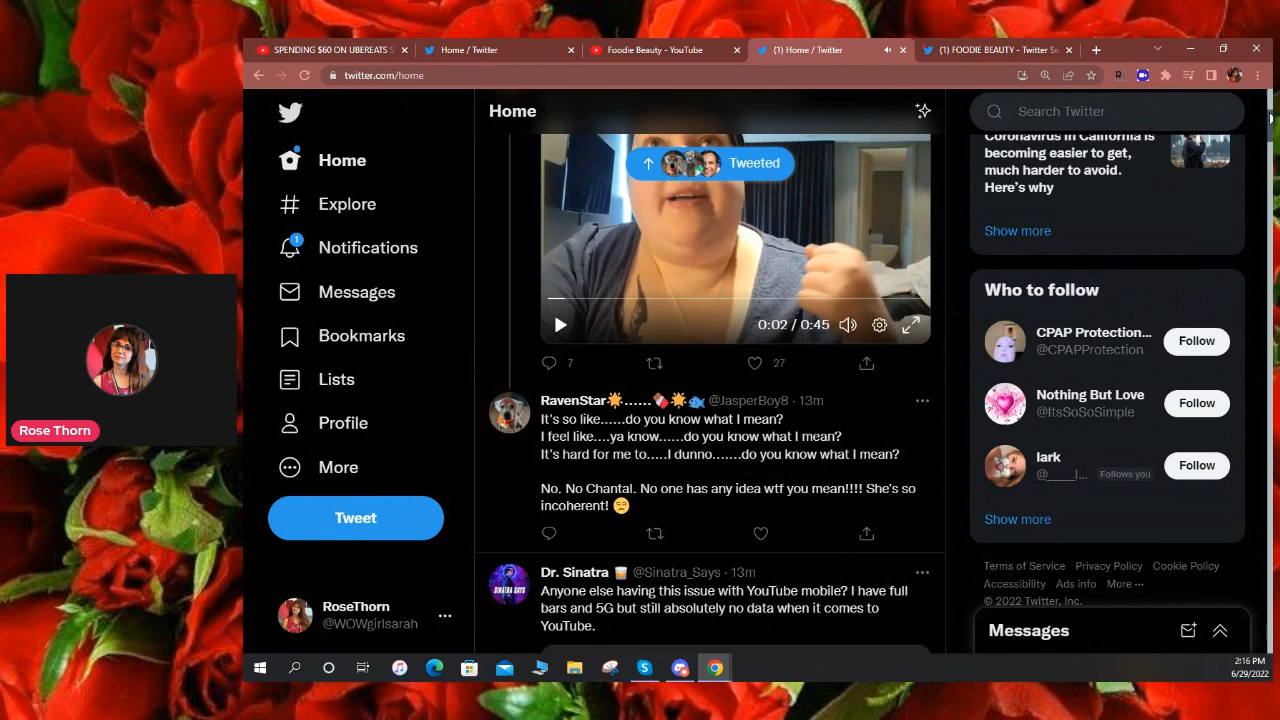 SPENDING $60 ON UBEREATS S
Home / Twitter
Foodie Beauty - YouTube
(1) Home / Twitter
(1) FOODIE BEAUTY - Twitter Se
twitter.com/home
Home
Explore
Notifications
1
Messages
Bookmarks
Lists
Profile
More
Tweet
RoseThorn
@WOWgirlsarah
Rose Thorn
Home
Tweeted
0:02 / 0:45
7
27
RavenStar...... @JasperBoy8 · 13m
It's so like......do you know what I mean?
I feel like....ya know......do you know what I mean?
It's hard for me to.....I dunno.......do you know what I mean?
No. No Chantal. No one has any idea wtf you mean!!!! She's so
incoherent!
Dr. Sinatra @Sinatra_Says · 13m
SINATRA SAYS
Anyone else having this issue with YouTube mobile? I have full
bars and 5G but still absolutely no data when it comes to
YouTube.
Search Twitter
Coronavirus in California is
becoming easier to get,
much harder to avoid.
Here's why
Show more
Who to follow
CPAP Protection...
@CPAPProtection
Follow
Nothing But Love
@ItsSoSoSimple
Follow
lark
@____l... Follows you
Follow
Show more
Terms of Service Privacy Policy Cookie Policy
Accessibility Ads info More ···
© 2022 Twitter, Inc.
Messages
2:16 PM
6/29/2022